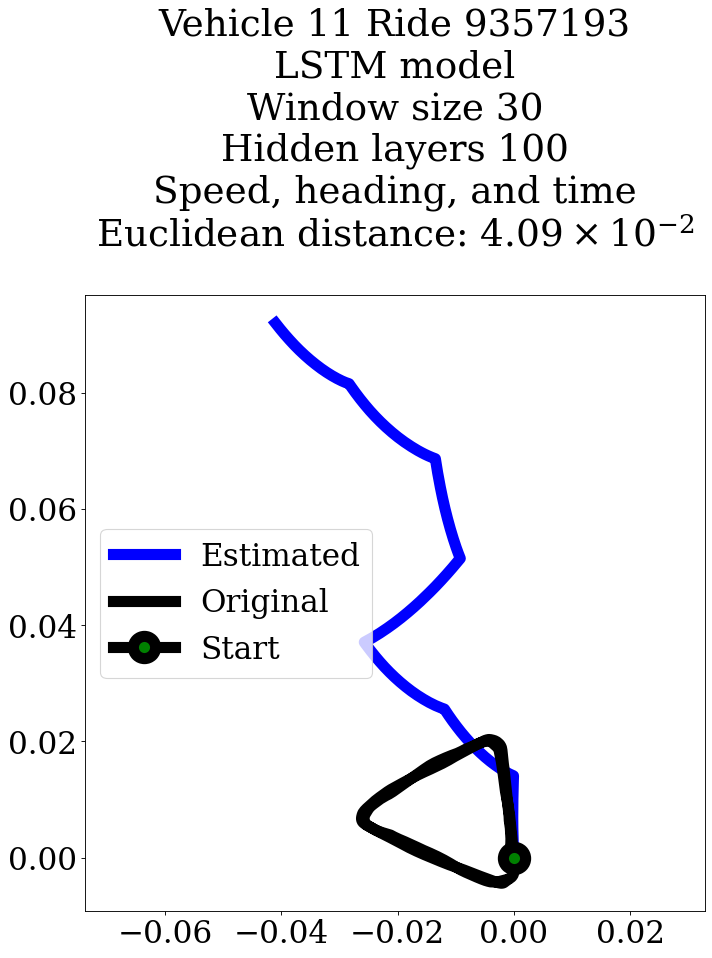 Vehicle 11 Ride 9357193
LSTM model
Window size 30
Hidden layers 100
Speed, heading, and time
Euclidean distance: 4.09 × 10⁻²
0.08
0.06
0.04
0.02
0.00
Estimated
Original
Start
−0.06 −0.04 −0.02 0.00 0.02